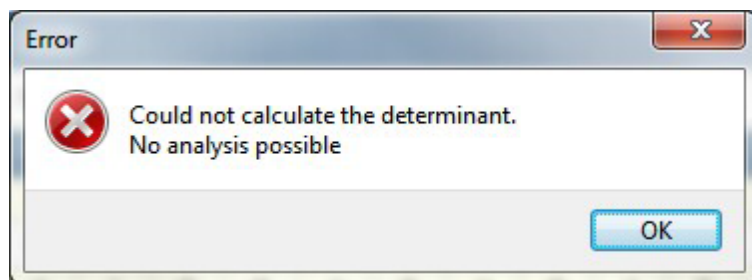 Error
Could not calculate the determinant.
No analysis possible
OK